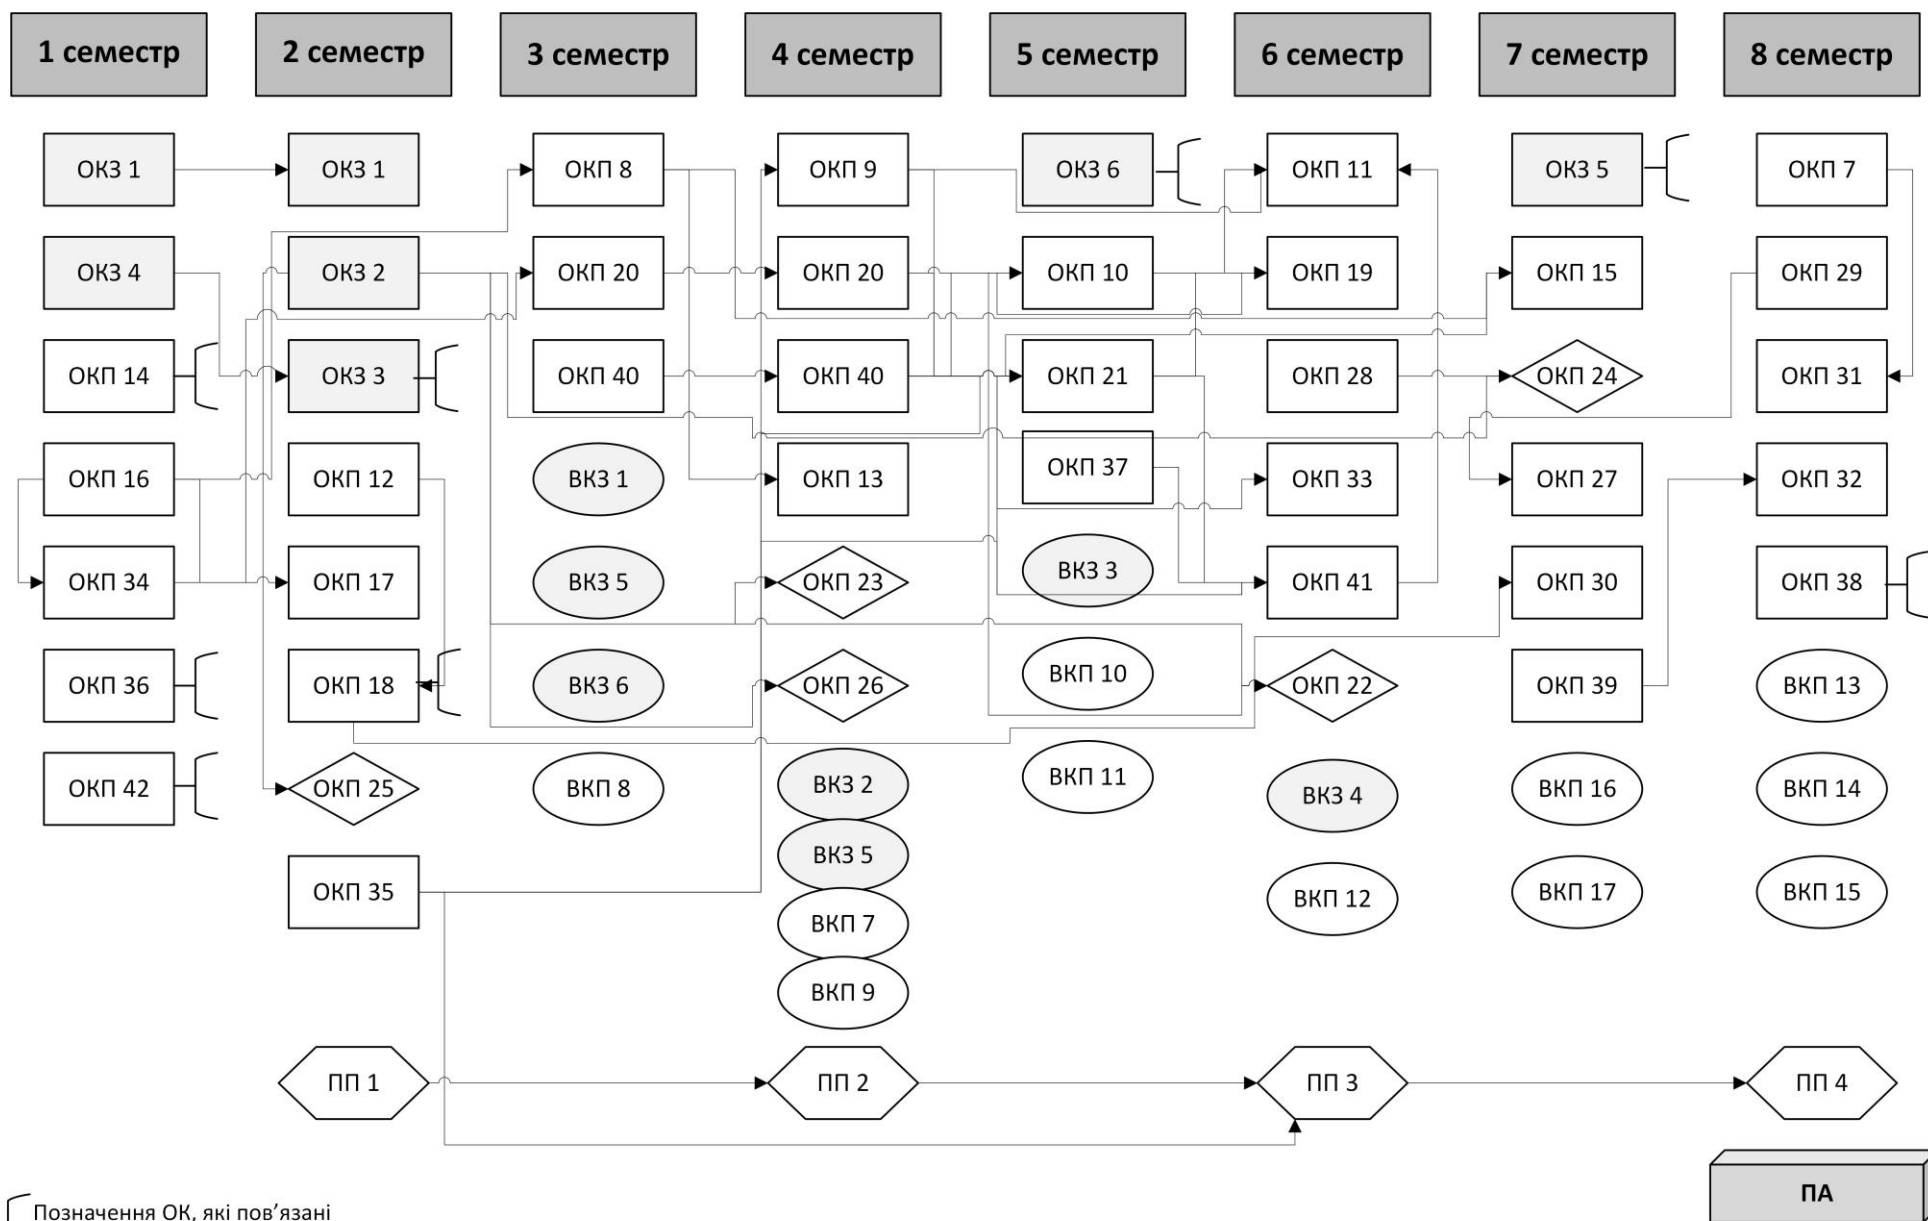 1 семестр
2 семестр
3 семестр
4 семестр
5 семестр
6 семестр
7 семестр
8 семестр
ОКЗ 1
ОКЗ 1
ОКП 8
ОКП 9
ОКЗ 6
ОКП 11
ОКЗ 5
ОКП 7
ОКЗ 4
ОКЗ 2
ОКП 20
ОКП 20
ОКП 10
ОКП 19
ОКП 15
ОКП 29
ОКП 14
ОКЗ 3
ОКП 40
ОКП 40
ОКП 21
ОКП 28
ОКП 24
ОКП 31
ОКП 16
ОКП 12
ВКЗ 1
ОКП 13
ОКП 37
ОКП 33
ОКП 27
ОКП 32
ОКП 34
ОКП 17
ВКЗ 5
ОКП 23
ВКЗ 3
ОКП 41
ОКП 30
ОКП 38
ОКП 36
ОКП 18
ВКЗ 6
ОКП 26
ВКП 10
ОКП 22
ОКП 39
ВКП 13
ОКП 42
ОКП 25
ВКП 8
ВКЗ 2
ВКП 11
ВКЗ 4
ВКП 16
ВКП 14
ВКЗ 5
ОКП 35
ВКП 7
ВКП 12
ВКП 17
ВКП 15
ВКП 9
ПП 1
ПП 2
ПП 3
ПП 4
ПА
Позначення ОК, які пов’язані